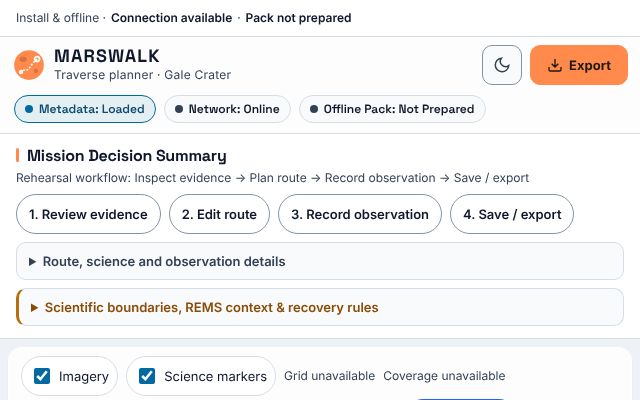 Install & offline · Connection available · Pack not prepared
MARSWALK
Traverse planner · Gale Crater
Export
Metadata: Loaded
Network: Online
Offline Pack: Not Prepared
Mission Decision Summary
Rehearsal workflow: Inspect evidence → Plan route → Record observation → Save / export
1. Review evidence
2. Edit route
3. Record observation
4. Save / export
Route, science and observation details
Scientific boundaries, REMS context & recovery rules
Imagery
Science markers
Grid unavailable
Coverage unavailable